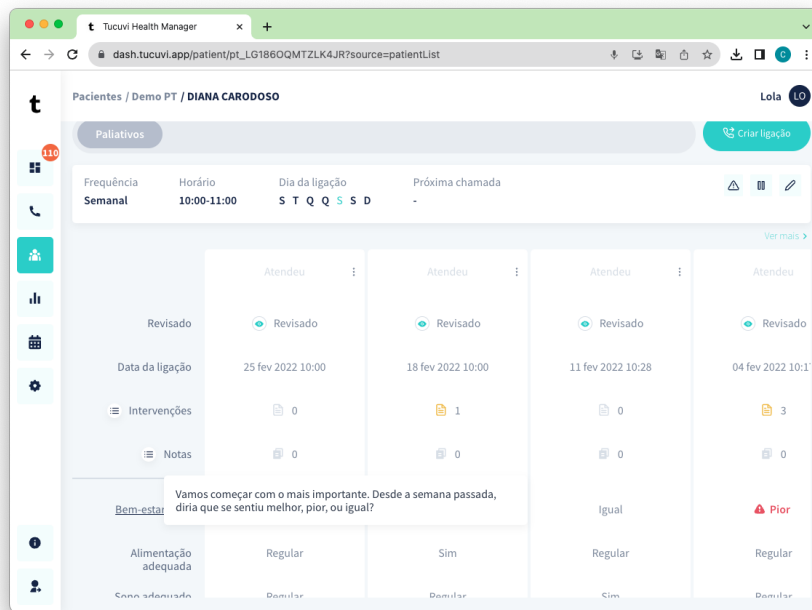 t Tucuvi Health Manager × +
dash.tucuvi.app/patient/pt_LG186OQMTZLK4JR?source=patientList
C
t
Pacientes / Demo PT / DIANA CARODOSO
Lola LO
Paliativos
Criar ligação
110
Frequência Horário Dia da ligação Próxima chamada
Semanal 10:00-11:00 S T Q Q S S D -
Ver mais >
Atendeu Atendeu Atendeu Atendeu
Revisado Revisado Revisado Revisado Revisado
Data da ligação 25 fev 2022 10:00 18 fev 2022 10:00 11 fev 2022 10:28 04 fev 2022 10:1
Intervenções 0 1 0 3
Notas 0 0 0 0
Vamos começar com o mais importante. Desde a semana passada,
diria que se sentiu melhor, pior, ou igual?
Bem-estar Igual Pior
Alimentação
adequada
Regular Sim Regular Regular
Sono adequado Regular Regular Sim Regular